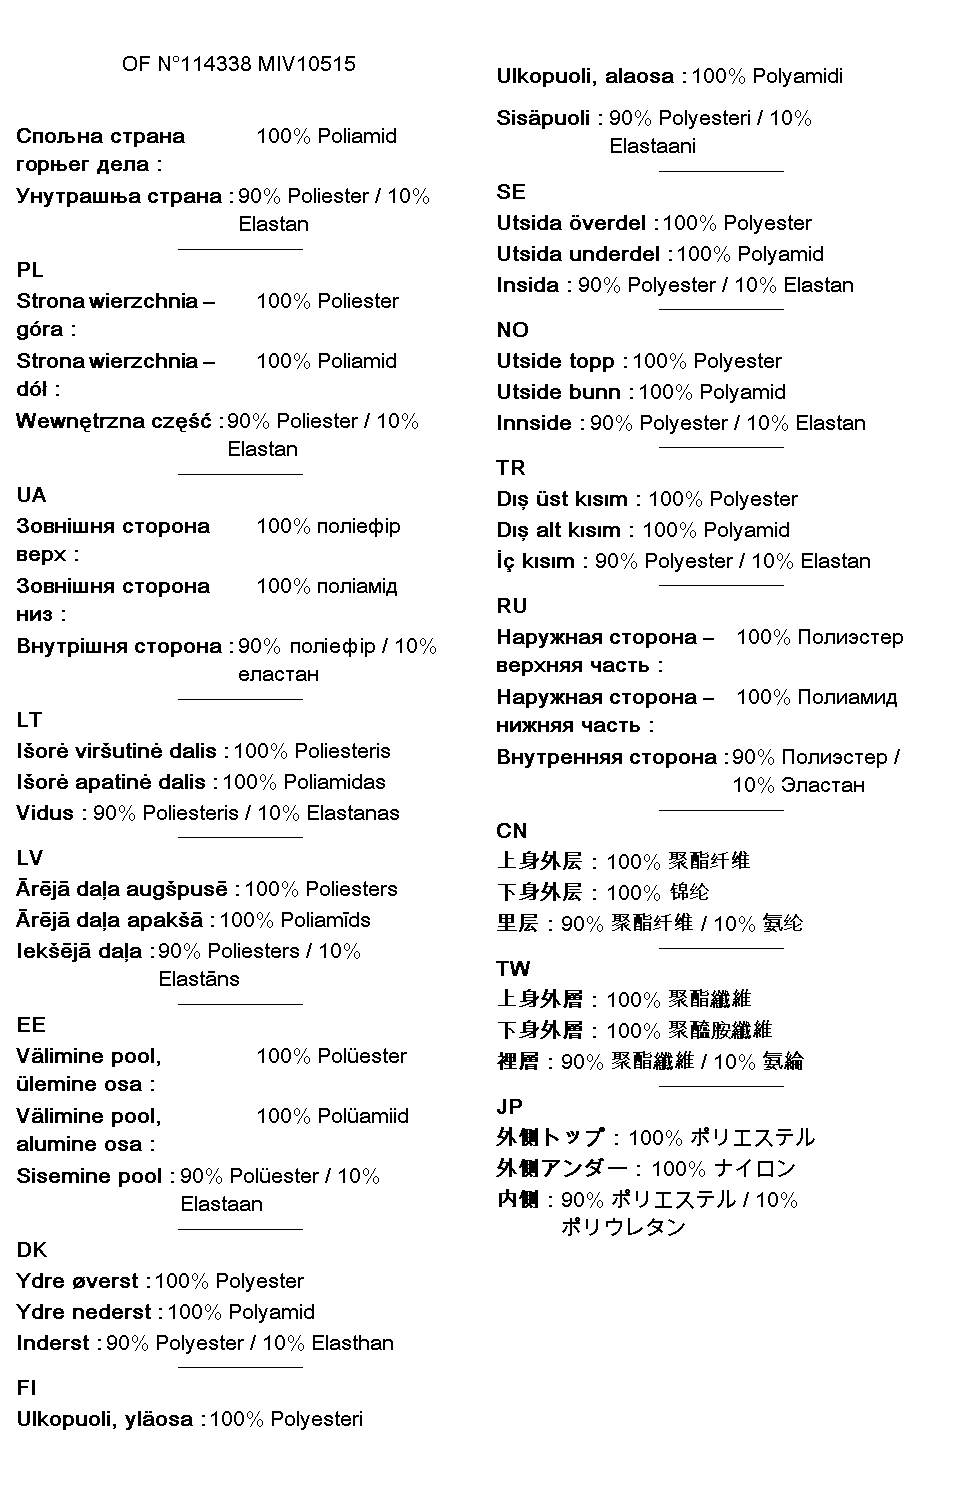 OF N°114338 MIV10515
Спољна страна 100% Poliamid
горњег дела :
Унутрашња страна : 90% Poliester / 10%
Elastan
PL
Strona wierzchnia – 100% Poliester
góra :
Strona wierzchnia – 100% Poliamid
dół :
Wewnętrzna część : 90% Poliester / 10%
Elastan
UA
Зовнішня сторона 100% поліефір
верх :
Зовнішня сторона 100% поліамід
низ :
Внутрішня сторона : 90% поліефір / 10%
еластан
LT
Išorė viršutinė dalis : 100% Poliesteris
Išorė apatinė dalis : 100% Poliamidas
Vidus : 90% Poliesteris / 10% Elastanas
LV
Ārējā daļa augšpusē : 100% Poliesters
Ārējā daļa apakšā : 100% Poliamīds
Iekšējā daļa : 90% Poliesters / 10%
Elastāns
EE
Välimine pool, 100% Polüester
ülemine osa :
Välimine pool, 100% Polüamiid
alumine osa :
Sisemine pool : 90% Polüester / 10%
Elastaan
DK
Ydre øverst : 100% Polyester
Ydre nederst : 100% Polyamid
Inderst : 90% Polyester / 10% Elasthan
FI
Ulkopuoli, yläosa : 100% Polyesteri
Ulkopuoli, alaosa : 100% Polyamidi
Sisäpuoli : 90% Polyesteri / 10%
Elastaani
SE
Utsida överdel : 100% Polyester
Utsida underdel : 100% Polyamid
Insida : 90% Polyester / 10% Elastan
NO
Utside topp : 100% Polyester
Utside bunn : 100% Polyamid
Innside : 90% Polyester / 10% Elastan
TR
Dış üst kısım : 100% Polyester
Dış alt kısım : 100% Polyamid
İç kısım : 90% Polyester / 10% Elastan
RU
Наружная сторона – 100% Полиэстер
верхняя часть :
Наружная сторона – 100% Полиамид
нижняя часть :
Внутренняя сторона : 90% Полиэстер /
10% Эластан
CN
上身外层 : 100% 聚酯纤维
下身外层 : 100% 锦纶
里层 : 90% 聚酯纤维 / 10% 氨纶
TW
上身外層 : 100% 聚酯纖維
下身外層 : 100% 聚醯胺纖維
裡層 : 90% 聚酯纖維 / 10% 氨綸
JP
外側トップ : 100% ポリエステル
外側アンダー : 100% ナイロン
内側 : 90% ポリエステル / 10%
ポリウレタン